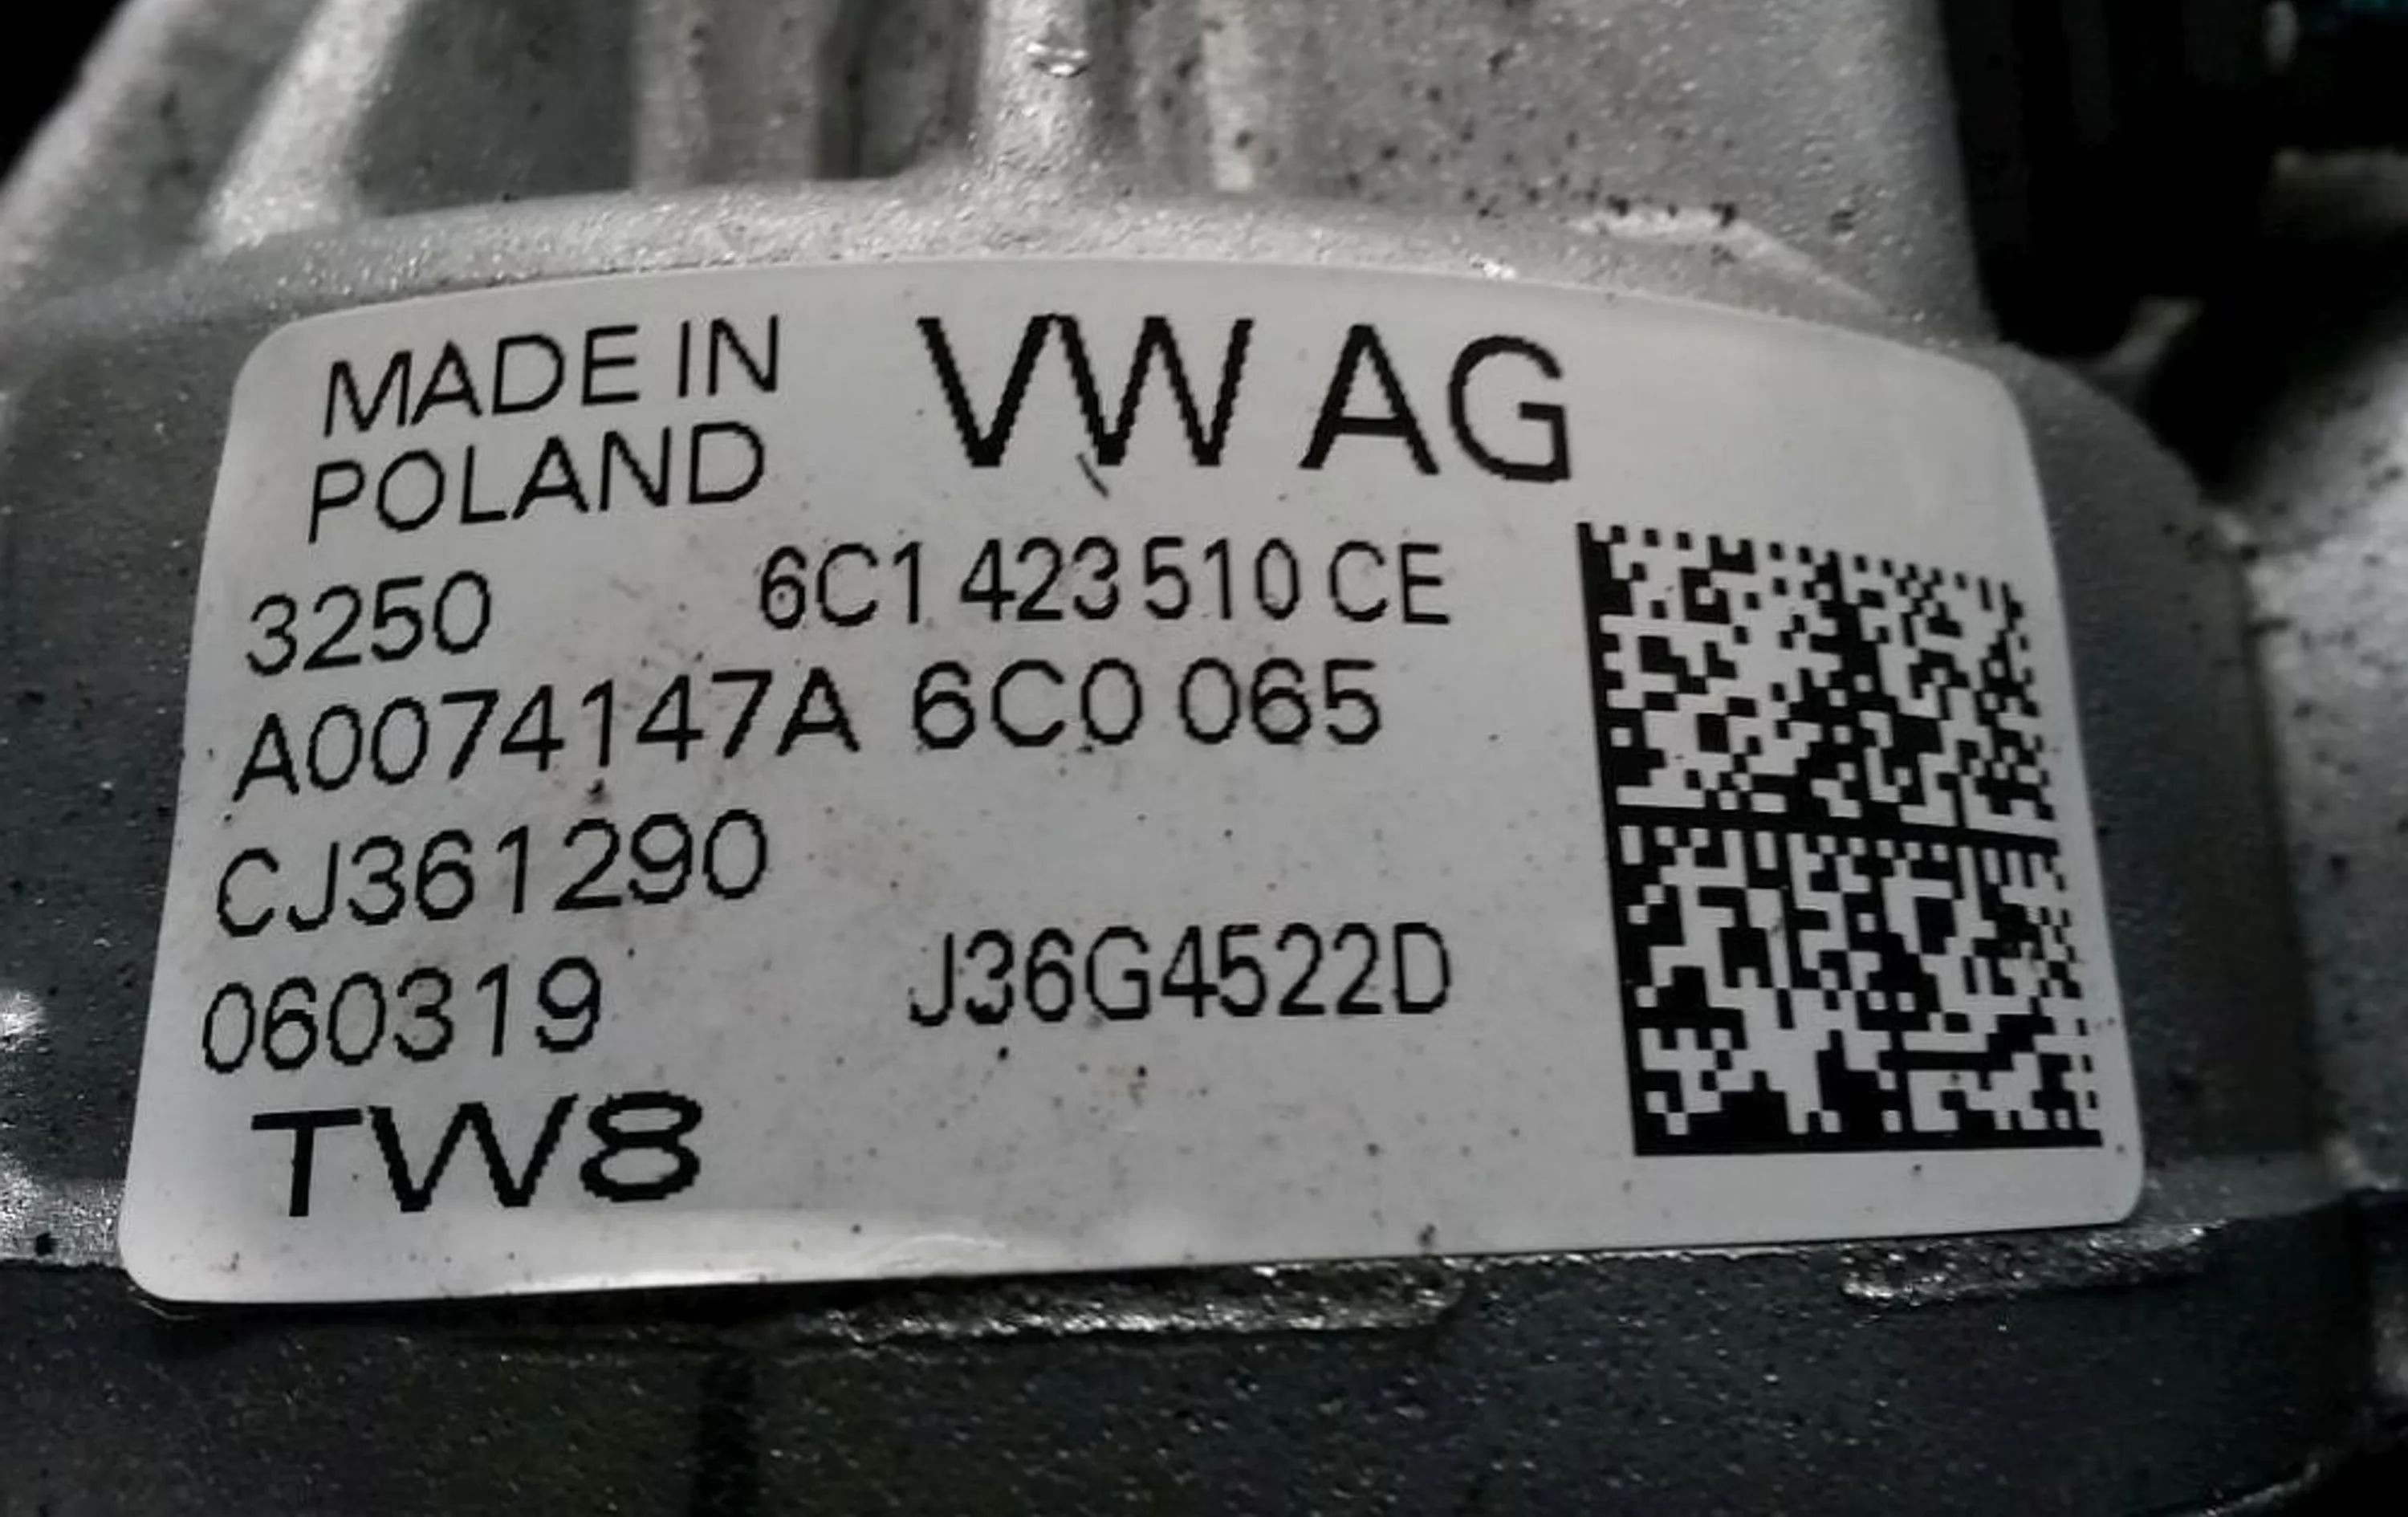 MADE IN
POLAND
VW AG
3250 6C1 423 510 CE
A0074147A 6C0 065
CJ361290
060319 J36G4522D
TW8